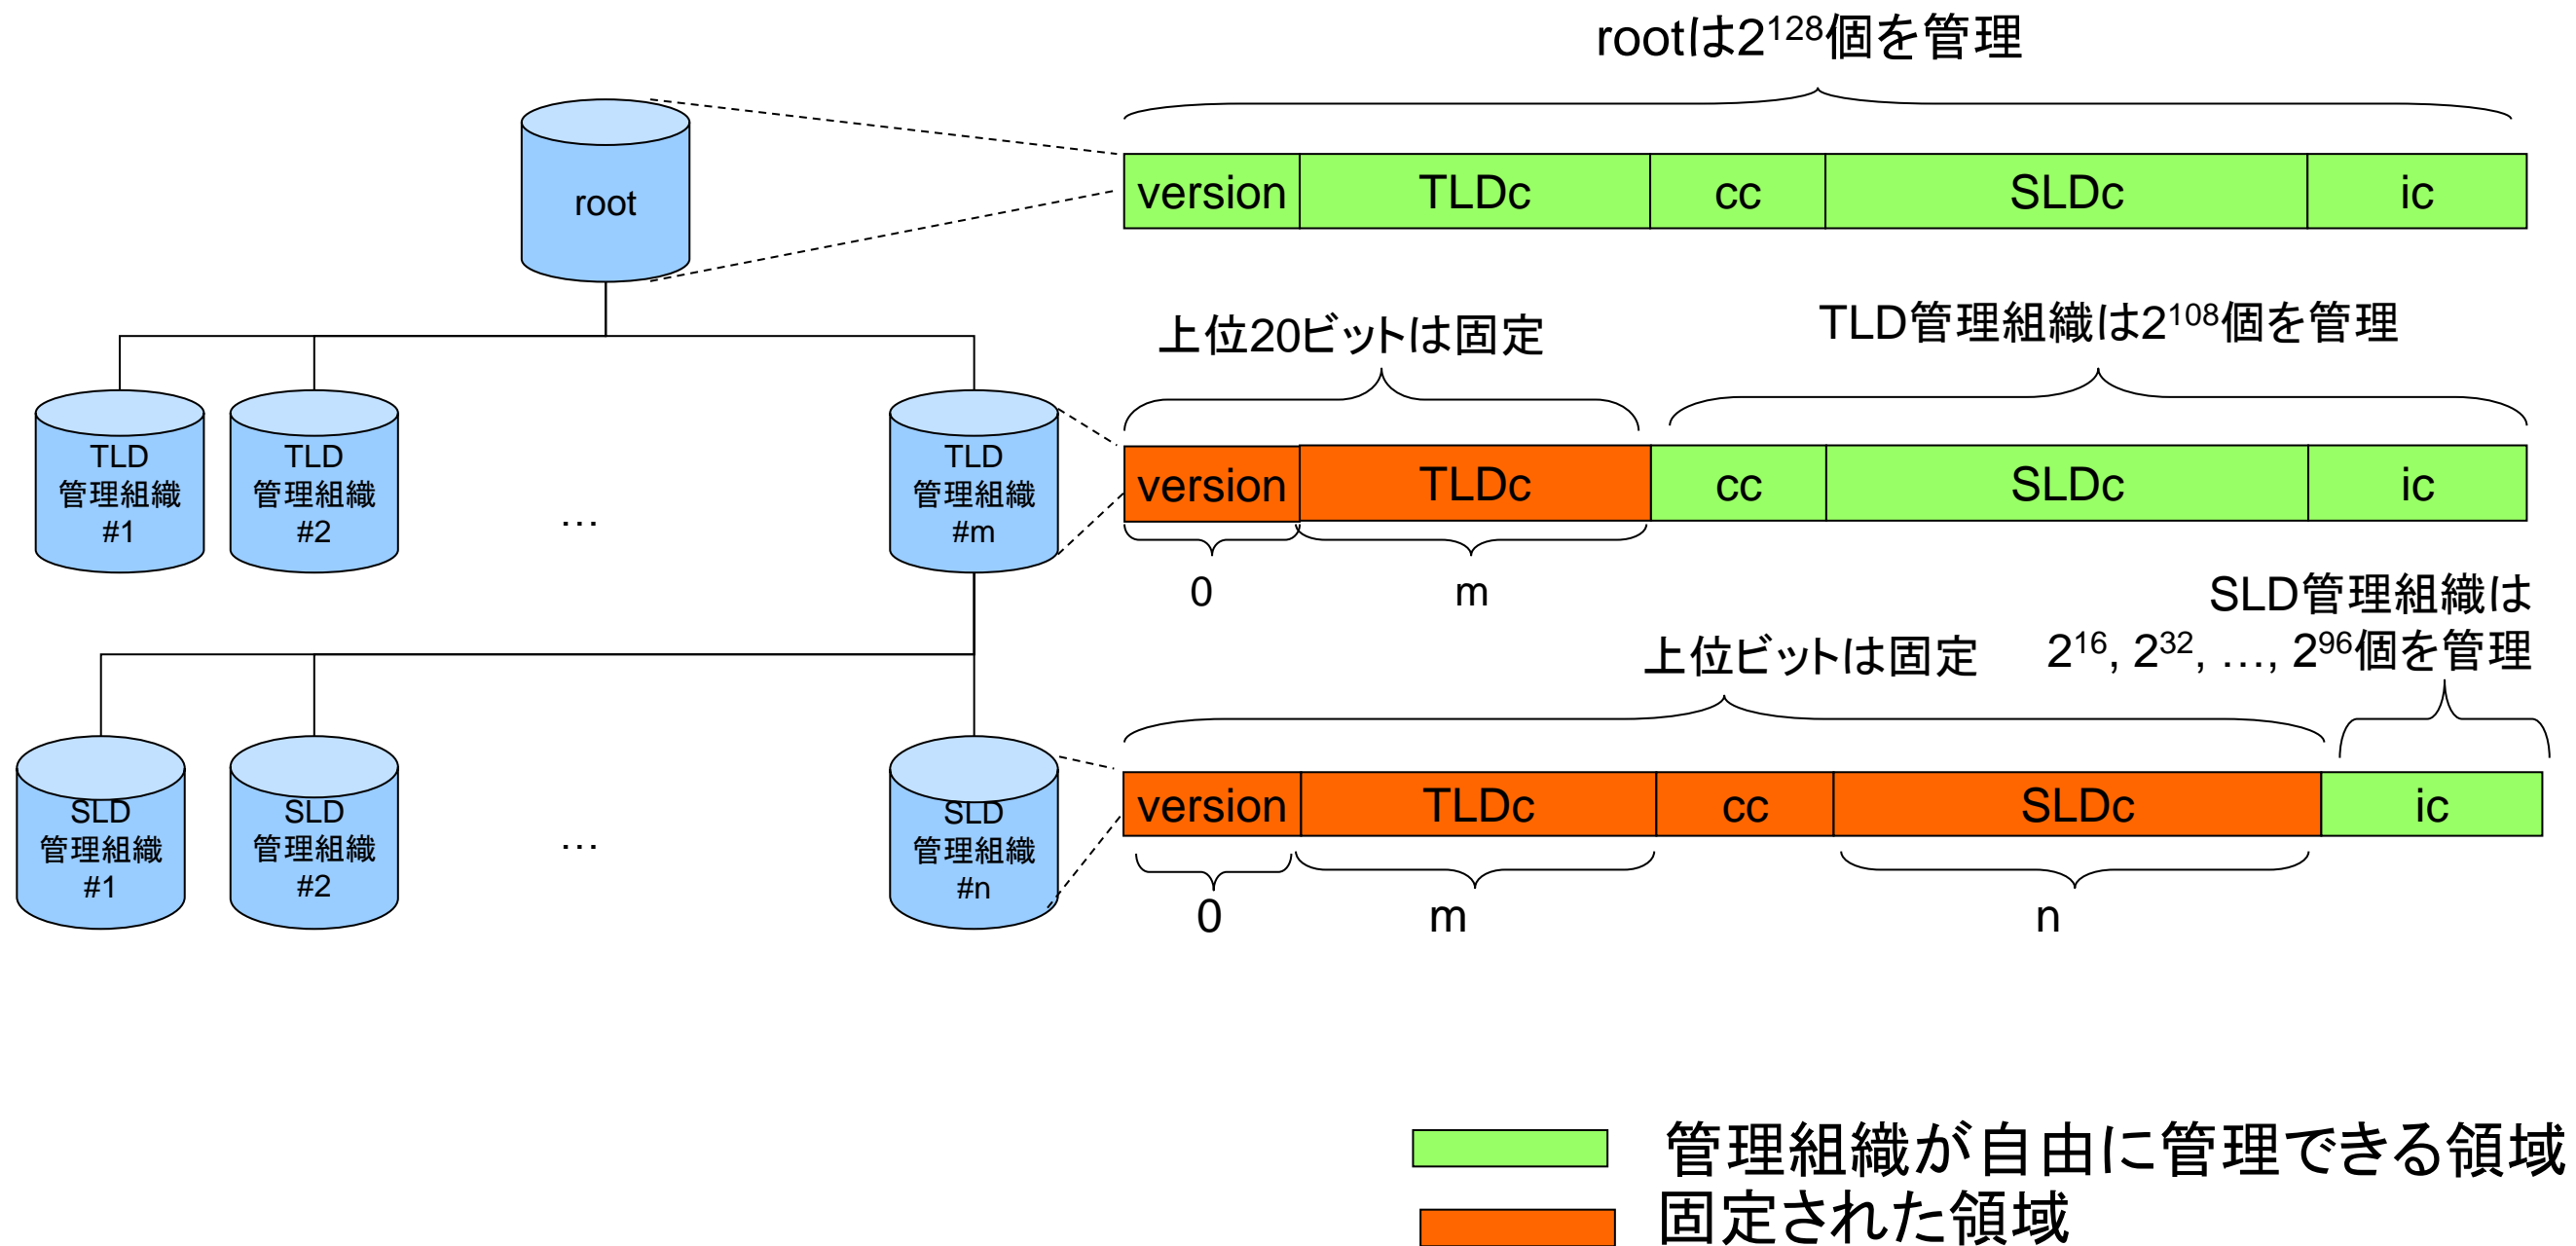 rootは2^128個を管理
root
version TLDc cc SLDc ic
上位20ビットは固定
TLD管理組織は2^108個を管理
TLD
管理組織
#1
TLD
管理組織
#2
…
TLD
管理組織
#m
version TLDc cc SLDc ic
0
m
SLD管理組織は
2^16, 2^32, …, 2^96個を管理
上位ビットは固定
SLD
管理組織
#1
SLD
管理組織
#2
…
SLD
管理組織
#n
version TLDc cc SLDc ic
0
m
n
管理組織が自由に管理できる領域
固定された領域